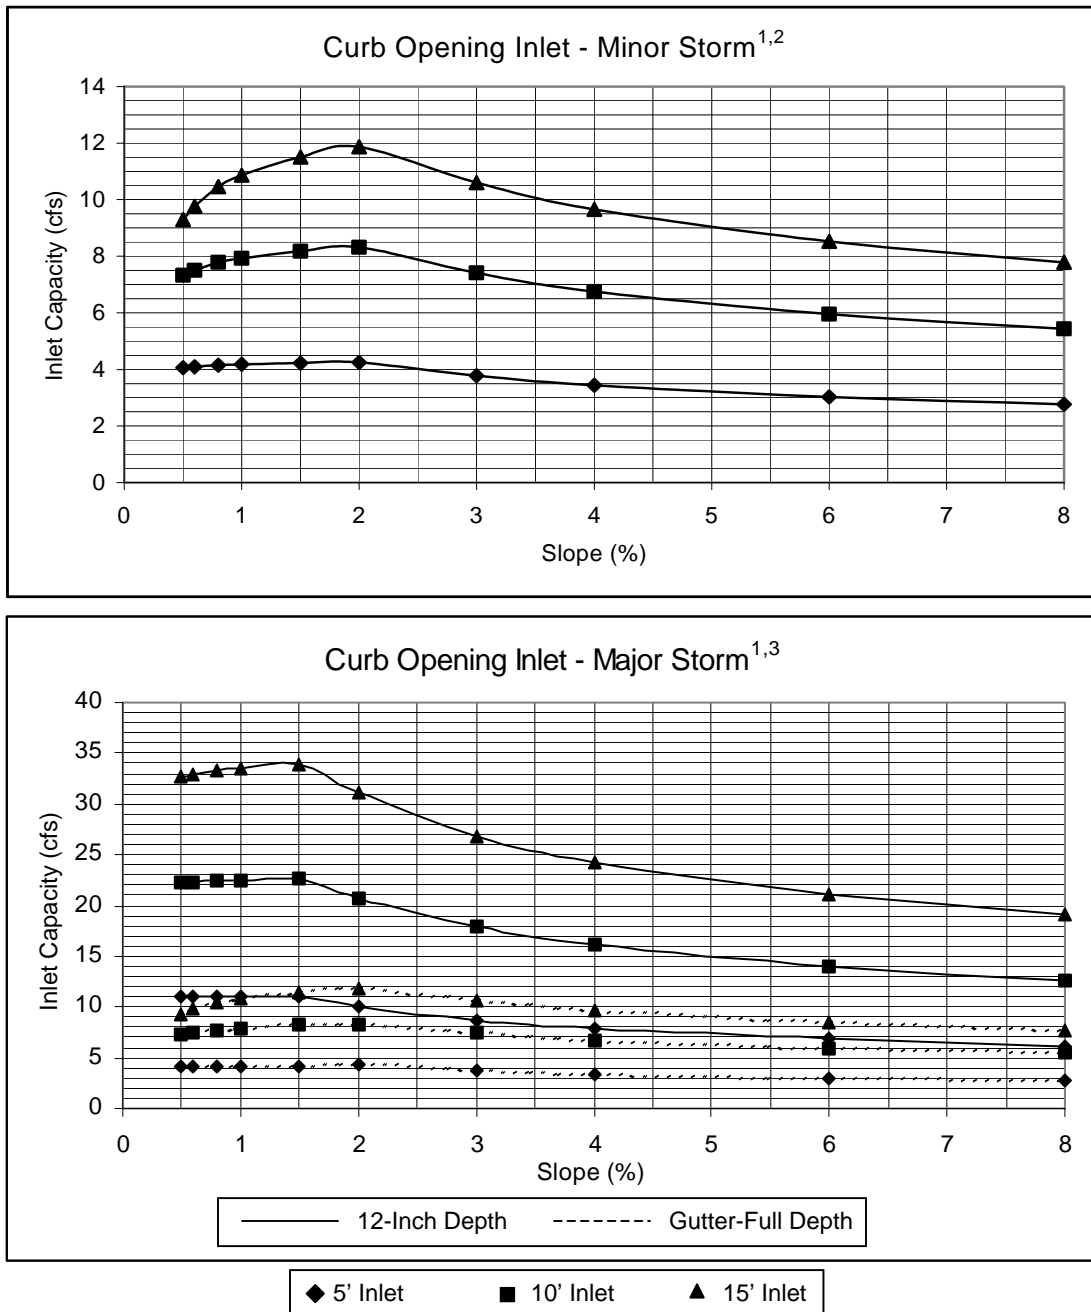 Curb Opening Inlet - Minor Storm1,2
14
12
10
8
6
4
2
0
Inlet Capacity (cfs)
0 1 2 3 4 5 6 7 8
Slope (%)
Curb Opening Inlet - Major Storm1,3
40
35
30
25
20
15
10
5
0
Inlet Capacity (cfs)
0 1 2 3 4 5 6 7 8
Slope (%)
12-Inch Depth Gutter-Full Depth
5' Inlet 10' Inlet 15' Inlet